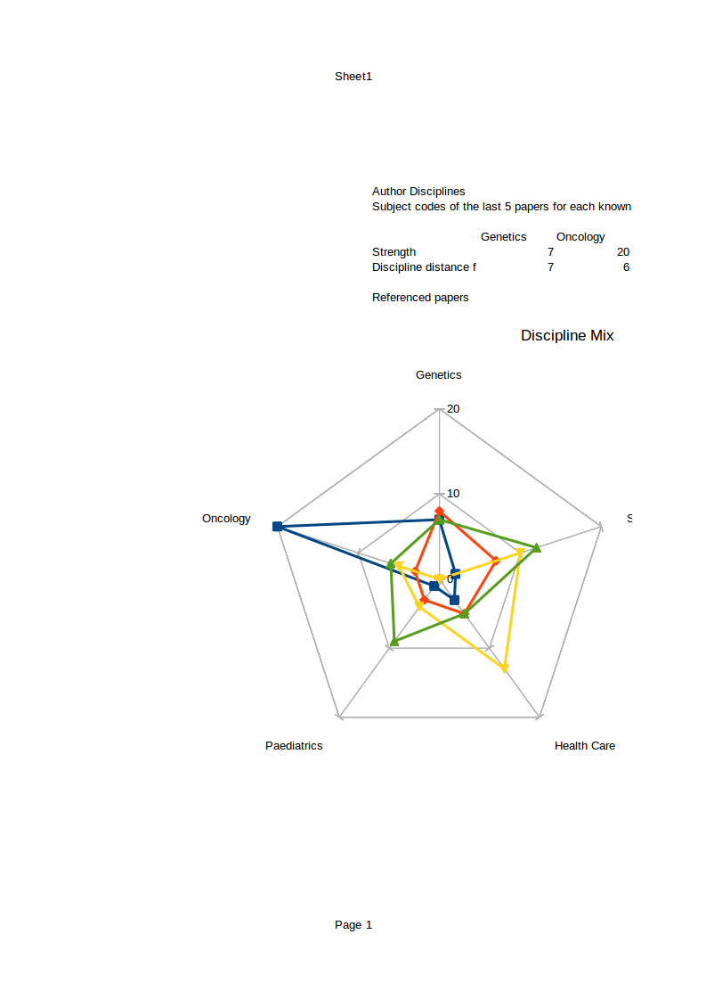 Sheet1
Author Disciplines
Subject codes of the last 5 papers for each known
Genetics Oncology
Strength 7 20
Discipline distance f 7 6
Referenced papers
Discipline Mix
Genetics
20
10
Oncology
S
0
Paediatrics
Health Care
Page 1